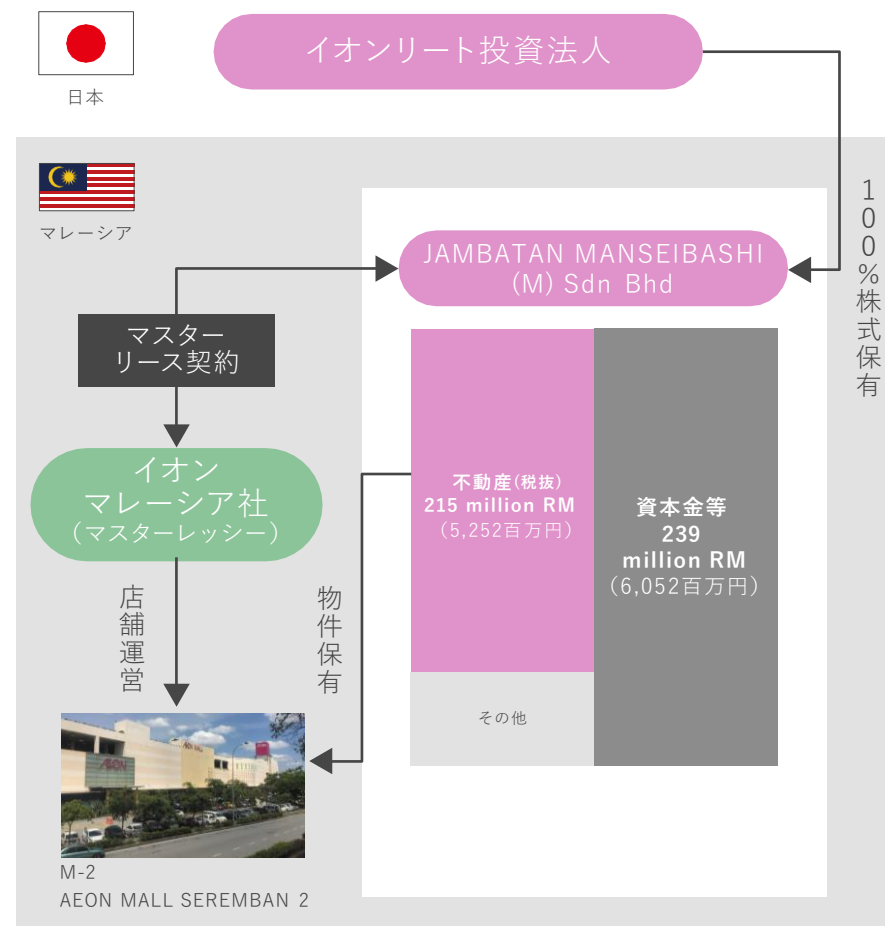 イオンリート投資法人
日本
マレーシア
100%株式保有
JAMBATAN MANSEIBASHI
(M) Sdn Bhd
マスター
リース契約
イオン
マレーシア社
（マスターレッシー）
不動産(税抜)
215 million RM
(5,252百万円)
資本金等
239
million RM
(6,052百万円)
店舗運営
物件保有
その他
AEON
AEON MALL
M-2
AEON MALL SEREMBAN 2